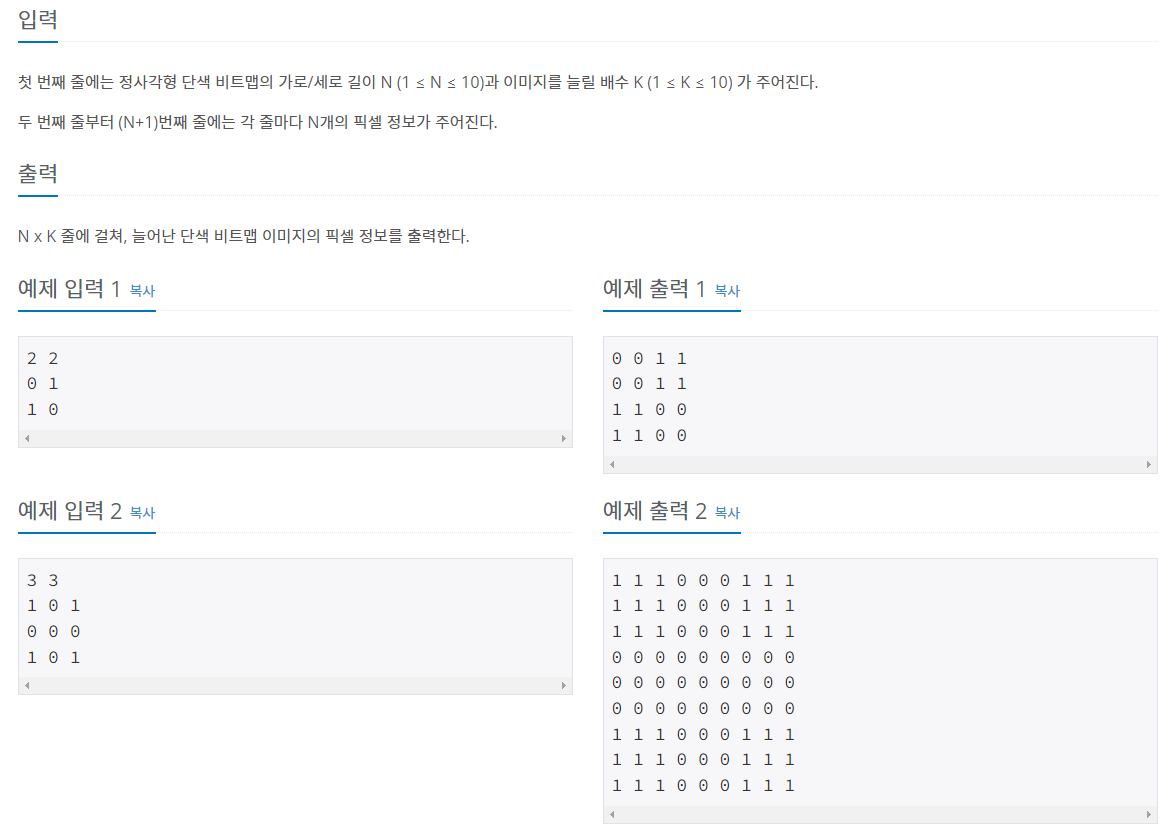 입력
첫 번째 줄에는 정사각형 단색 비트맵의 가로/세로 길이 N (1 ≤ N ≤ 10)과 이미지를 늘릴 배수 K (1 ≤ K ≤ 10) 가 주어진다.
두 번째 줄부터 (N+1)번째 줄에는 각 줄마다 N개의 픽셀 정보가 주어진다.
출력
N x K 줄에 걸쳐, 늘어난 단색 비트맵 이미지의 픽셀 정보를 출력한다.
예제 입력 1 복사
2 2
0 1
1 0
예제 출력 1 복사
0 0 1 1
0 0 1 1
1 1 0 0
1 1 0 0
예제 입력 2 복사
3 3
1 0 1
0 0 0
1 0 1
예제 출력 2 복사
1 1 1 0 0 0 1 1 1
1 1 1 0 0 0 1 1 1
1 1 1 0 0 0 1 1 1
0 0 0 0 0 0 0 0 0
0 0 0 0 0 0 0 0 0
0 0 0 0 0 0 0 0 0
1 1 1 0 0 0 1 1 1
1 1 1 0 0 0 1 1 1
1 1 1 0 0 0 1 1 1